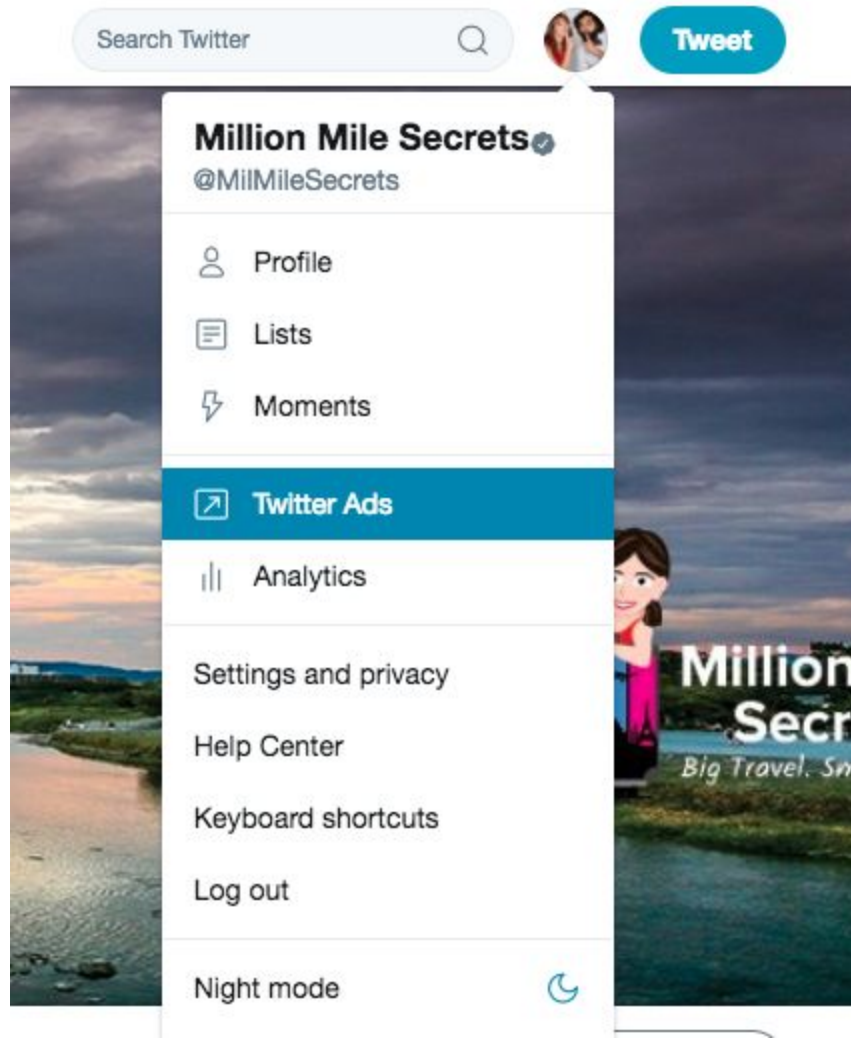 Search Twitter
Tweet
Million Mile Secrets
@MilMileSecrets
Profile
Lists
Moments
Twitter Ads
Analytics
Settings and privacy
Help Center
Keyboard shortcuts
Log out
Night mode
Million
Secr
Big Travel. Sm